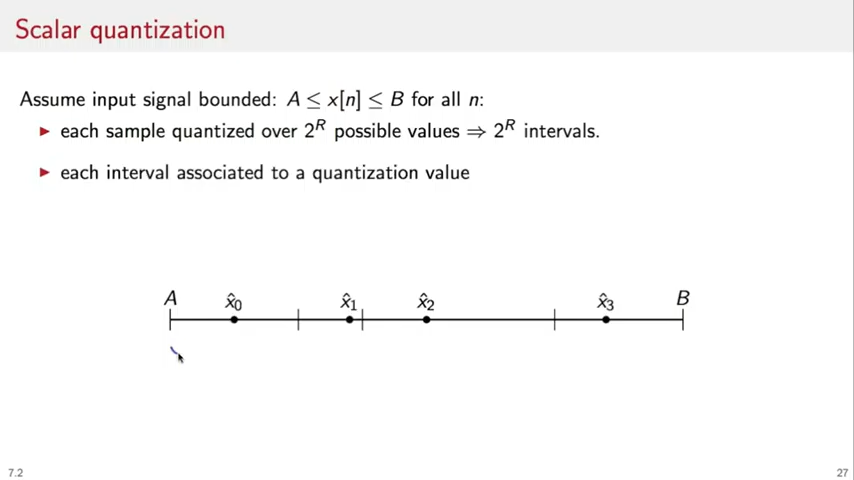 Scalar quantization
Assume input signal bounded: A ≤ x[n] ≤ B for all n:
▶ each sample quantized over 2^R possible values ⇒ 2^R intervals.
▶ each interval associated to a quantization value
A x̂₀ x̂₁ x̂₂ x̂₃ B
7.2 27